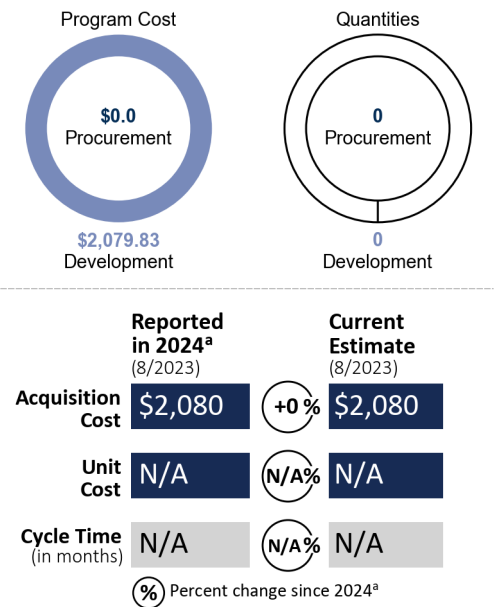 Program Cost
Quantities
$0.0
Procurement
0
Procurement
$2,079.83
Development
0
Development
Reported
in 2024ᵃ
(8/2023)
Current
Estimate
(8/2023)
Acquisition
Cost
$2,080
+0 %
$2,080
Unit
Cost
N/A
N/A%
N/A
Cycle Time
(in months)
N/A
N/A%
N/A
% Percent change since 2024ᵃ